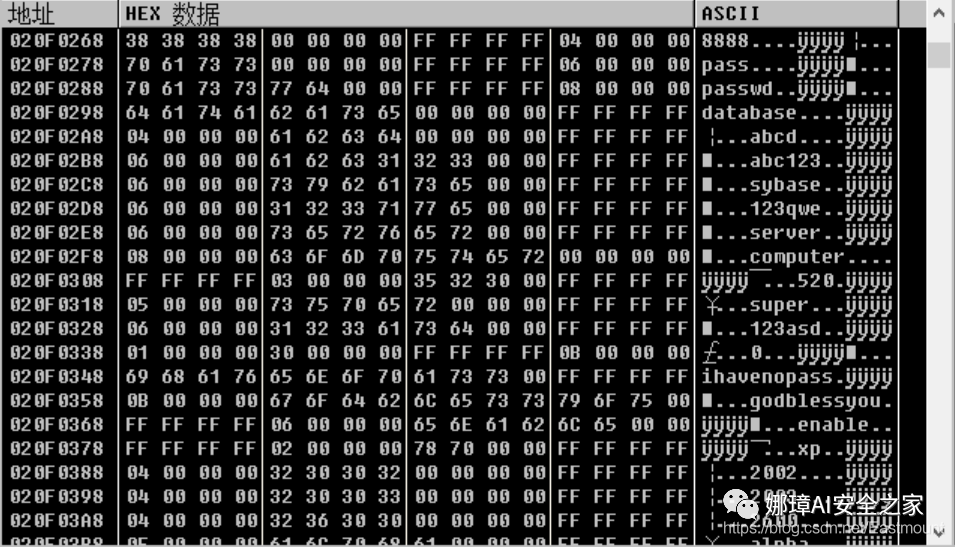 地址 HEX 数据 ASCII
020F0268 38 38 38 38 00 00 00 00 FF FF FF FF 04 00 00 00 8888....ÿÿÿÿ¦...
020F0278 70 61 73 73 00 00 00 00 FF FF FF FF 06 00 00 00 pass....ÿÿÿÿ■...
020F0288 70 61 73 73 77 64 00 00 FF FF FF FF 08 00 00 00 passwd..ÿÿÿÿ■...
020F0298 64 61 74 61 62 61 73 65 00 00 00 00 FF FF FF FF database....ÿÿÿÿ
020F02A8 04 00 00 00 61 62 63 64 00 00 00 00 FF FF FF FF ¦...abcd....ÿÿÿÿ
020F02B8 06 00 00 00 61 62 63 31 32 33 00 00 FF FF FF FF ■...abc123..ÿÿÿÿ
020F02C8 06 00 00 00 73 79 62 61 73 65 00 00 FF FF FF FF ■...sybase..ÿÿÿÿ
020F02D8 06 00 00 00 31 32 33 71 77 65 00 00 FF FF FF FF ■...123qwe..ÿÿÿÿ
020F02E8 06 00 00 00 73 65 72 76 65 72 00 00 FF FF FF FF ■...server..ÿÿÿÿ
020F02F8 08 00 00 00 63 6F 6D 70 75 74 65 72 00 00 00 00 ■...computer....
020F0308 FF FF FF FF 03 00 00 00 35 32 30 00 FF FF FF FF ÿÿÿÿ¯...520.ÿÿÿÿ
020F0318 05 00 00 00 73 75 70 65 72 00 00 00 FF FF FF FF Y...super...ÿÿÿÿ
020F0328 06 00 00 00 31 32 33 61 73 64 00 00 FF FF FF FF ■...123asd..ÿÿÿÿ
020F0338 01 00 00 00 30 00 00 00 FF FF FF FF 0B 00 00 00 £...0...ÿÿÿÿ■...
020F0348 69 68 61 76 65 6E 6F 70 61 73 73 00 FF FF FF FF ihavenopass.ÿÿÿÿ
020F0358 0B 00 00 00 67 6F 64 62 6C 65 73 73 79 6F 75 00 ■...godblessyou.
020F0368 FF FF FF FF 06 00 00 00 65 6E 61 62 6C 65 00 00 ÿÿÿÿ■...enable..
020F0378 FF FF FF FF 02 00 00 00 78 70 00 00 FF FF FF FF ÿÿÿÿ¯...xp..ÿÿÿÿ
020F0388 04 00 00 00 32 30 30 32 00 00 00 00 FF FF FF FF ¦...2002....ÿÿÿÿ
020F0398 04 00 00 00 32 30 30 33 00 00 00 00 FF FF FF FF
020F03A8 04 00 00 00 32 36 30 30 00 00 00 00 FF FF FF FF
娜璋AI安全之家
https://blog.csdn.net/Eastmount